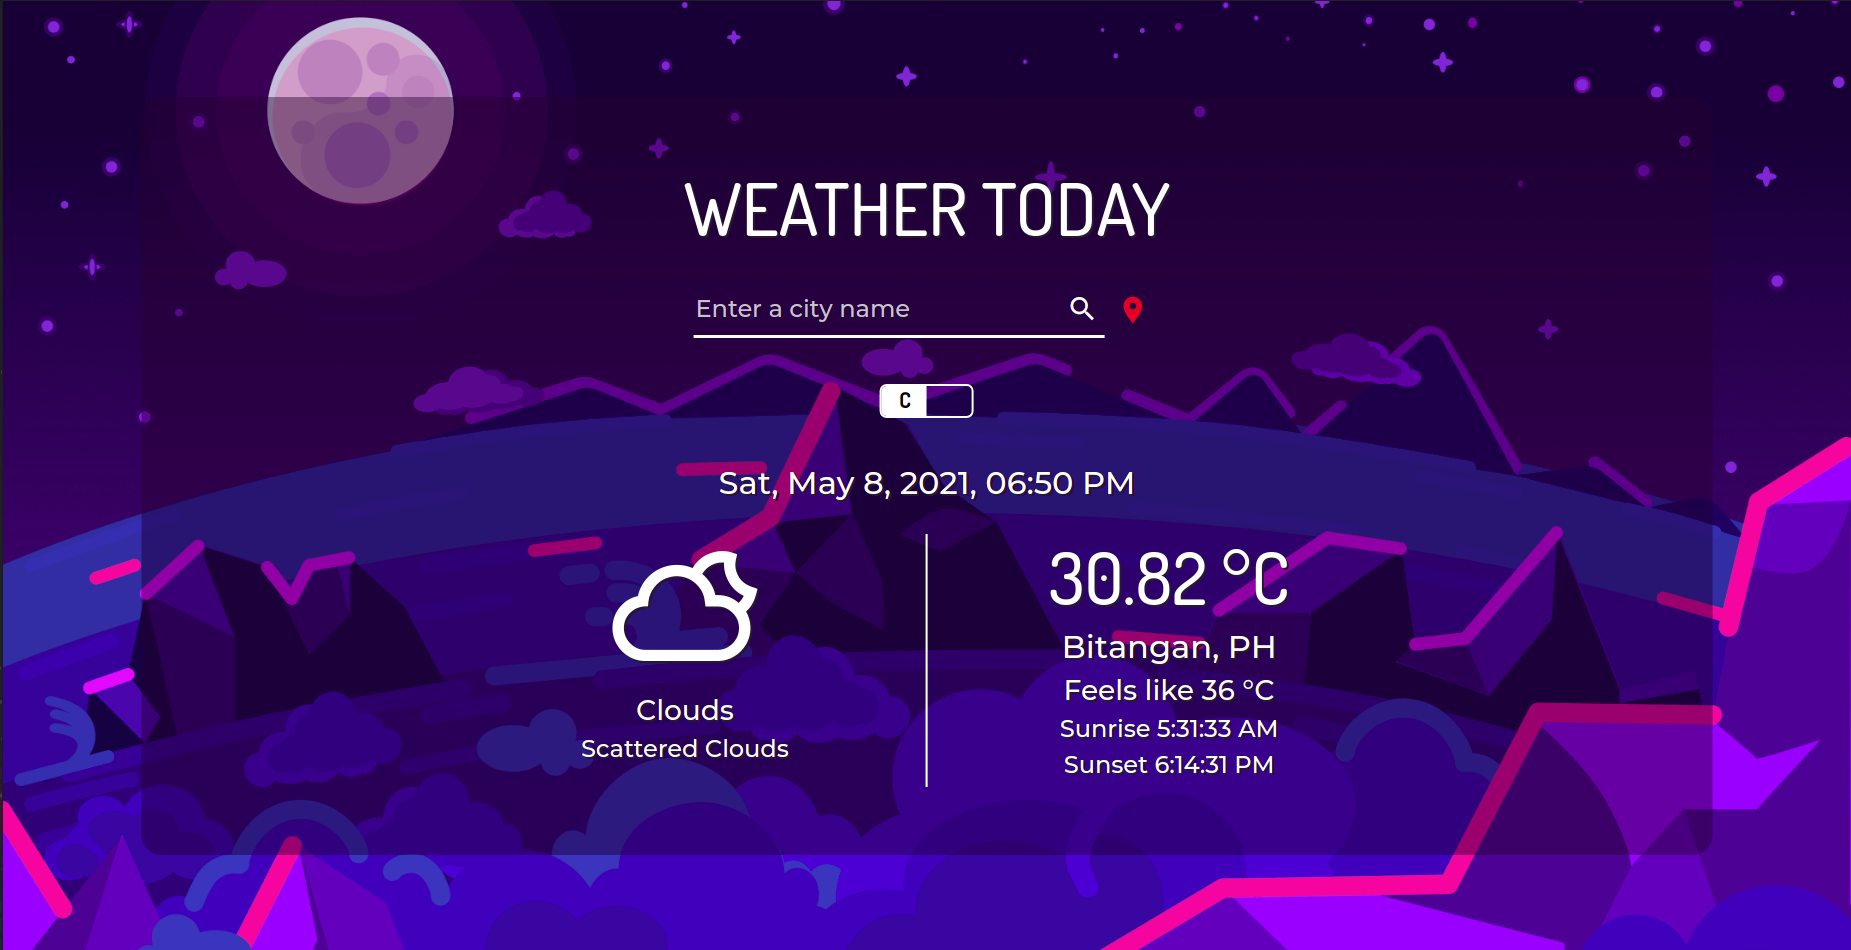 WEATHER TODAY
Enter a city name
C
Sat, May 8, 2021, 06:50 PM
Clouds
Scattered Clouds
30.82 °C
Bitangan, PH
Feels like 36 °C
Sunrise 5:31:33 AM
Sunset 6:14:31 PM